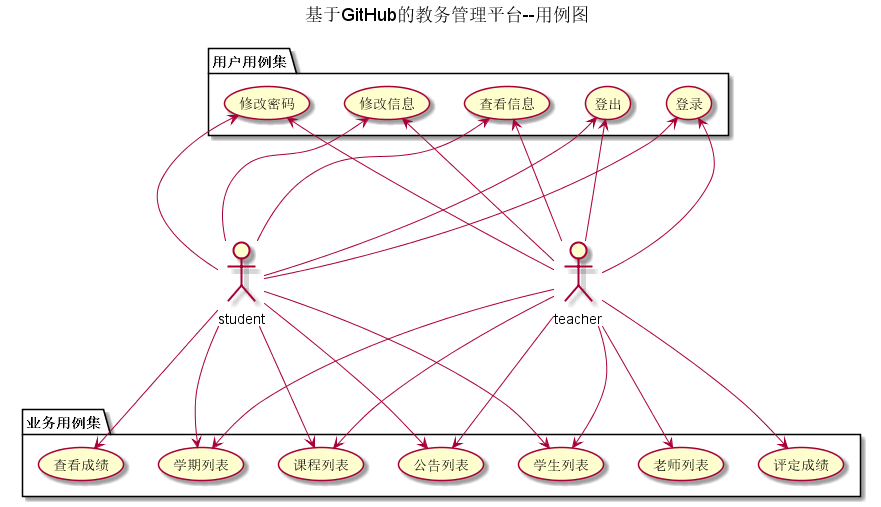 基于GitHub的教务管理平台--用例图
用户用例集
修改密码 修改信息 查看信息 登出 登录
student teacher
业务用例集
查看成绩 学期列表 课程列表 公告列表 学生列表 老师列表 评定成绩